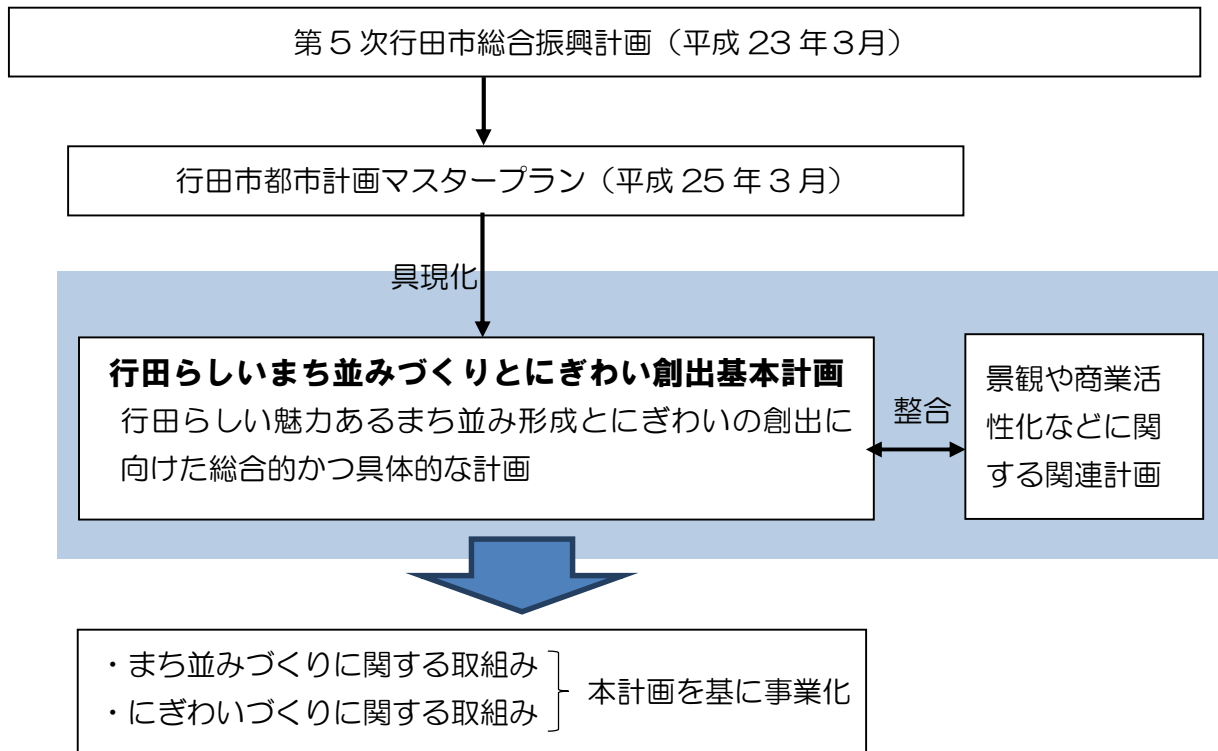 第5次行田市総合振興計画（平成23年３月）
行田市都市計画マスタープラン（平成25年3月）
具現化
行田らしいまち並みづくりとにぎわい創出基本計画
行田らしい魅力あるまち並み形成とにぎわいの創出に
向けた総合的かつ具体的な計画
整合
景観や商業活
性化などに関
する関連計画
・まち並みづくりに関する取組み
・にぎわいづくりに関する取組み
本計画を基に事業化